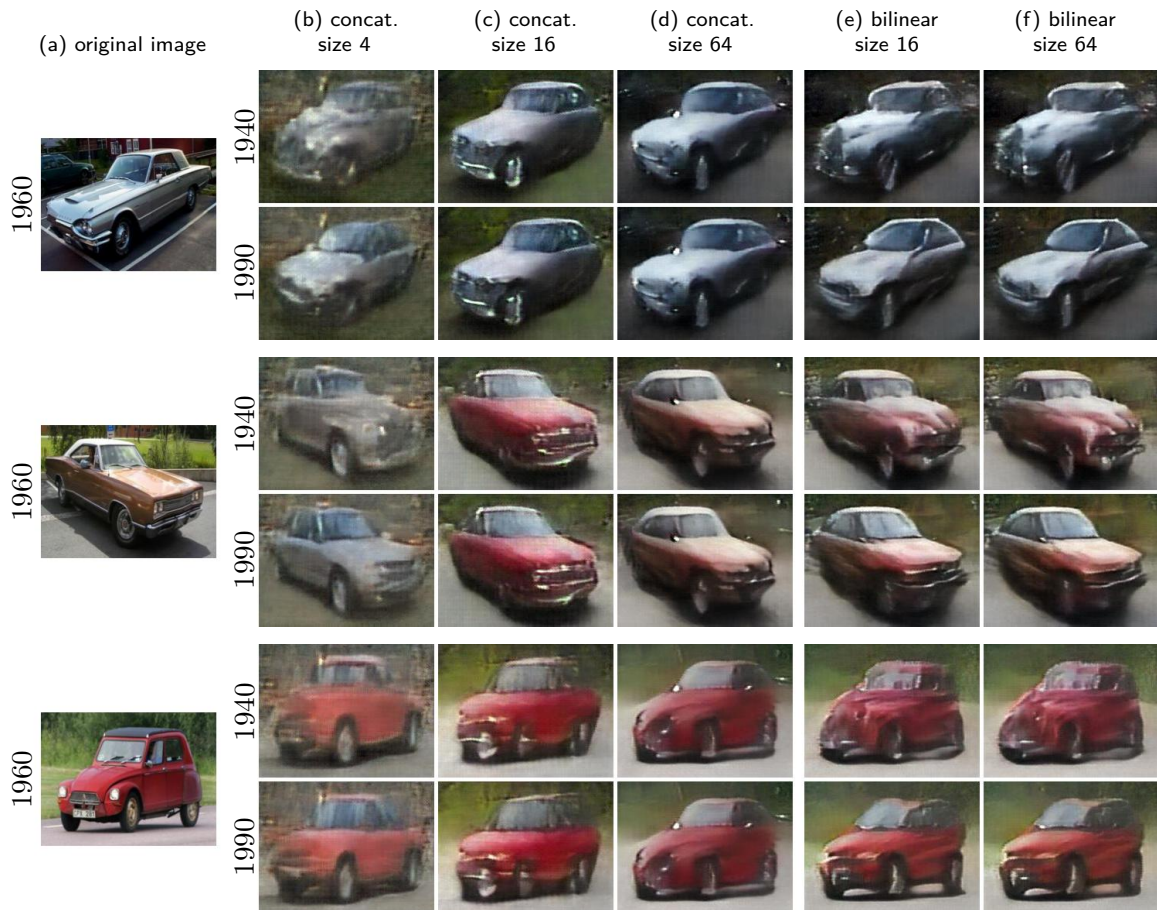 (a) original image
(b) concat.
size 4
(c) concat.
size 16
(d) concat.
size 64
(e) bilinear
size 16
(f) bilinear
size 64
1960
1940
1990
1960
1940
1990
1960
1940
1990